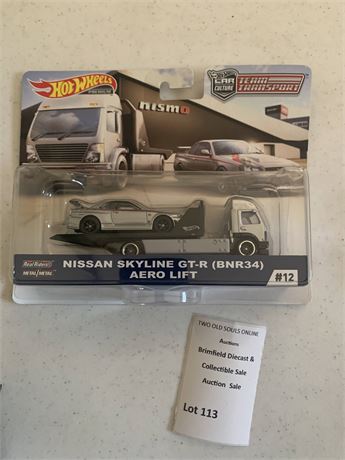 Hot Wheels
PREMIUM
CAR
CULTURE
TEAM
TRANSPORT
nismo
Real Riders
METAL/METAL
NISSAN SKYLINE GT-R (BNR34)
AERO LIFT
#12
TWO OLD SOULS ONLINE
Auctions
Brimfield Diecast &
Collectible Sale
Auction Sale
Lot 113